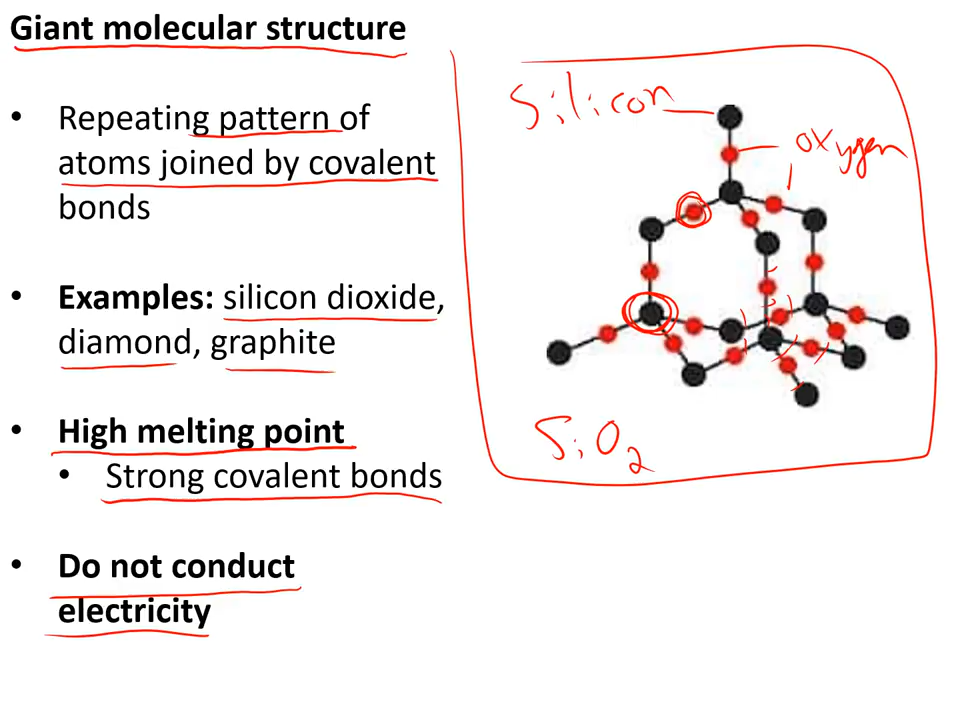 Giant molecular structure
• Repeating pattern of
atoms joined by covalent
bonds
• Examples: silicon dioxide,
diamond, graphite
• High melting point
• Strong covalent bonds
• Do not conduct
electricity
Silicon
oxygen
SiO2